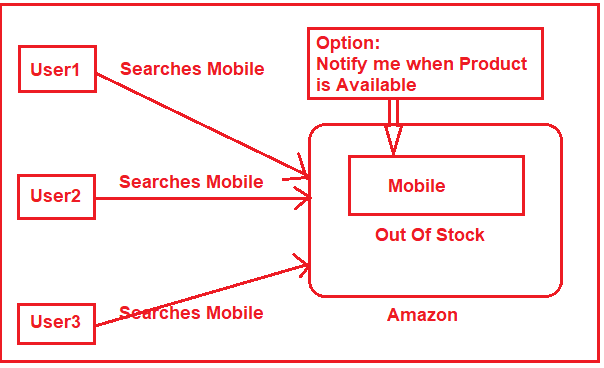 User1
Searches Mobile
Option:
Notify me when Product
is Available
User2
Searches Mobile
Mobile
Out Of Stock
User3
Searches Mobile
Amazon